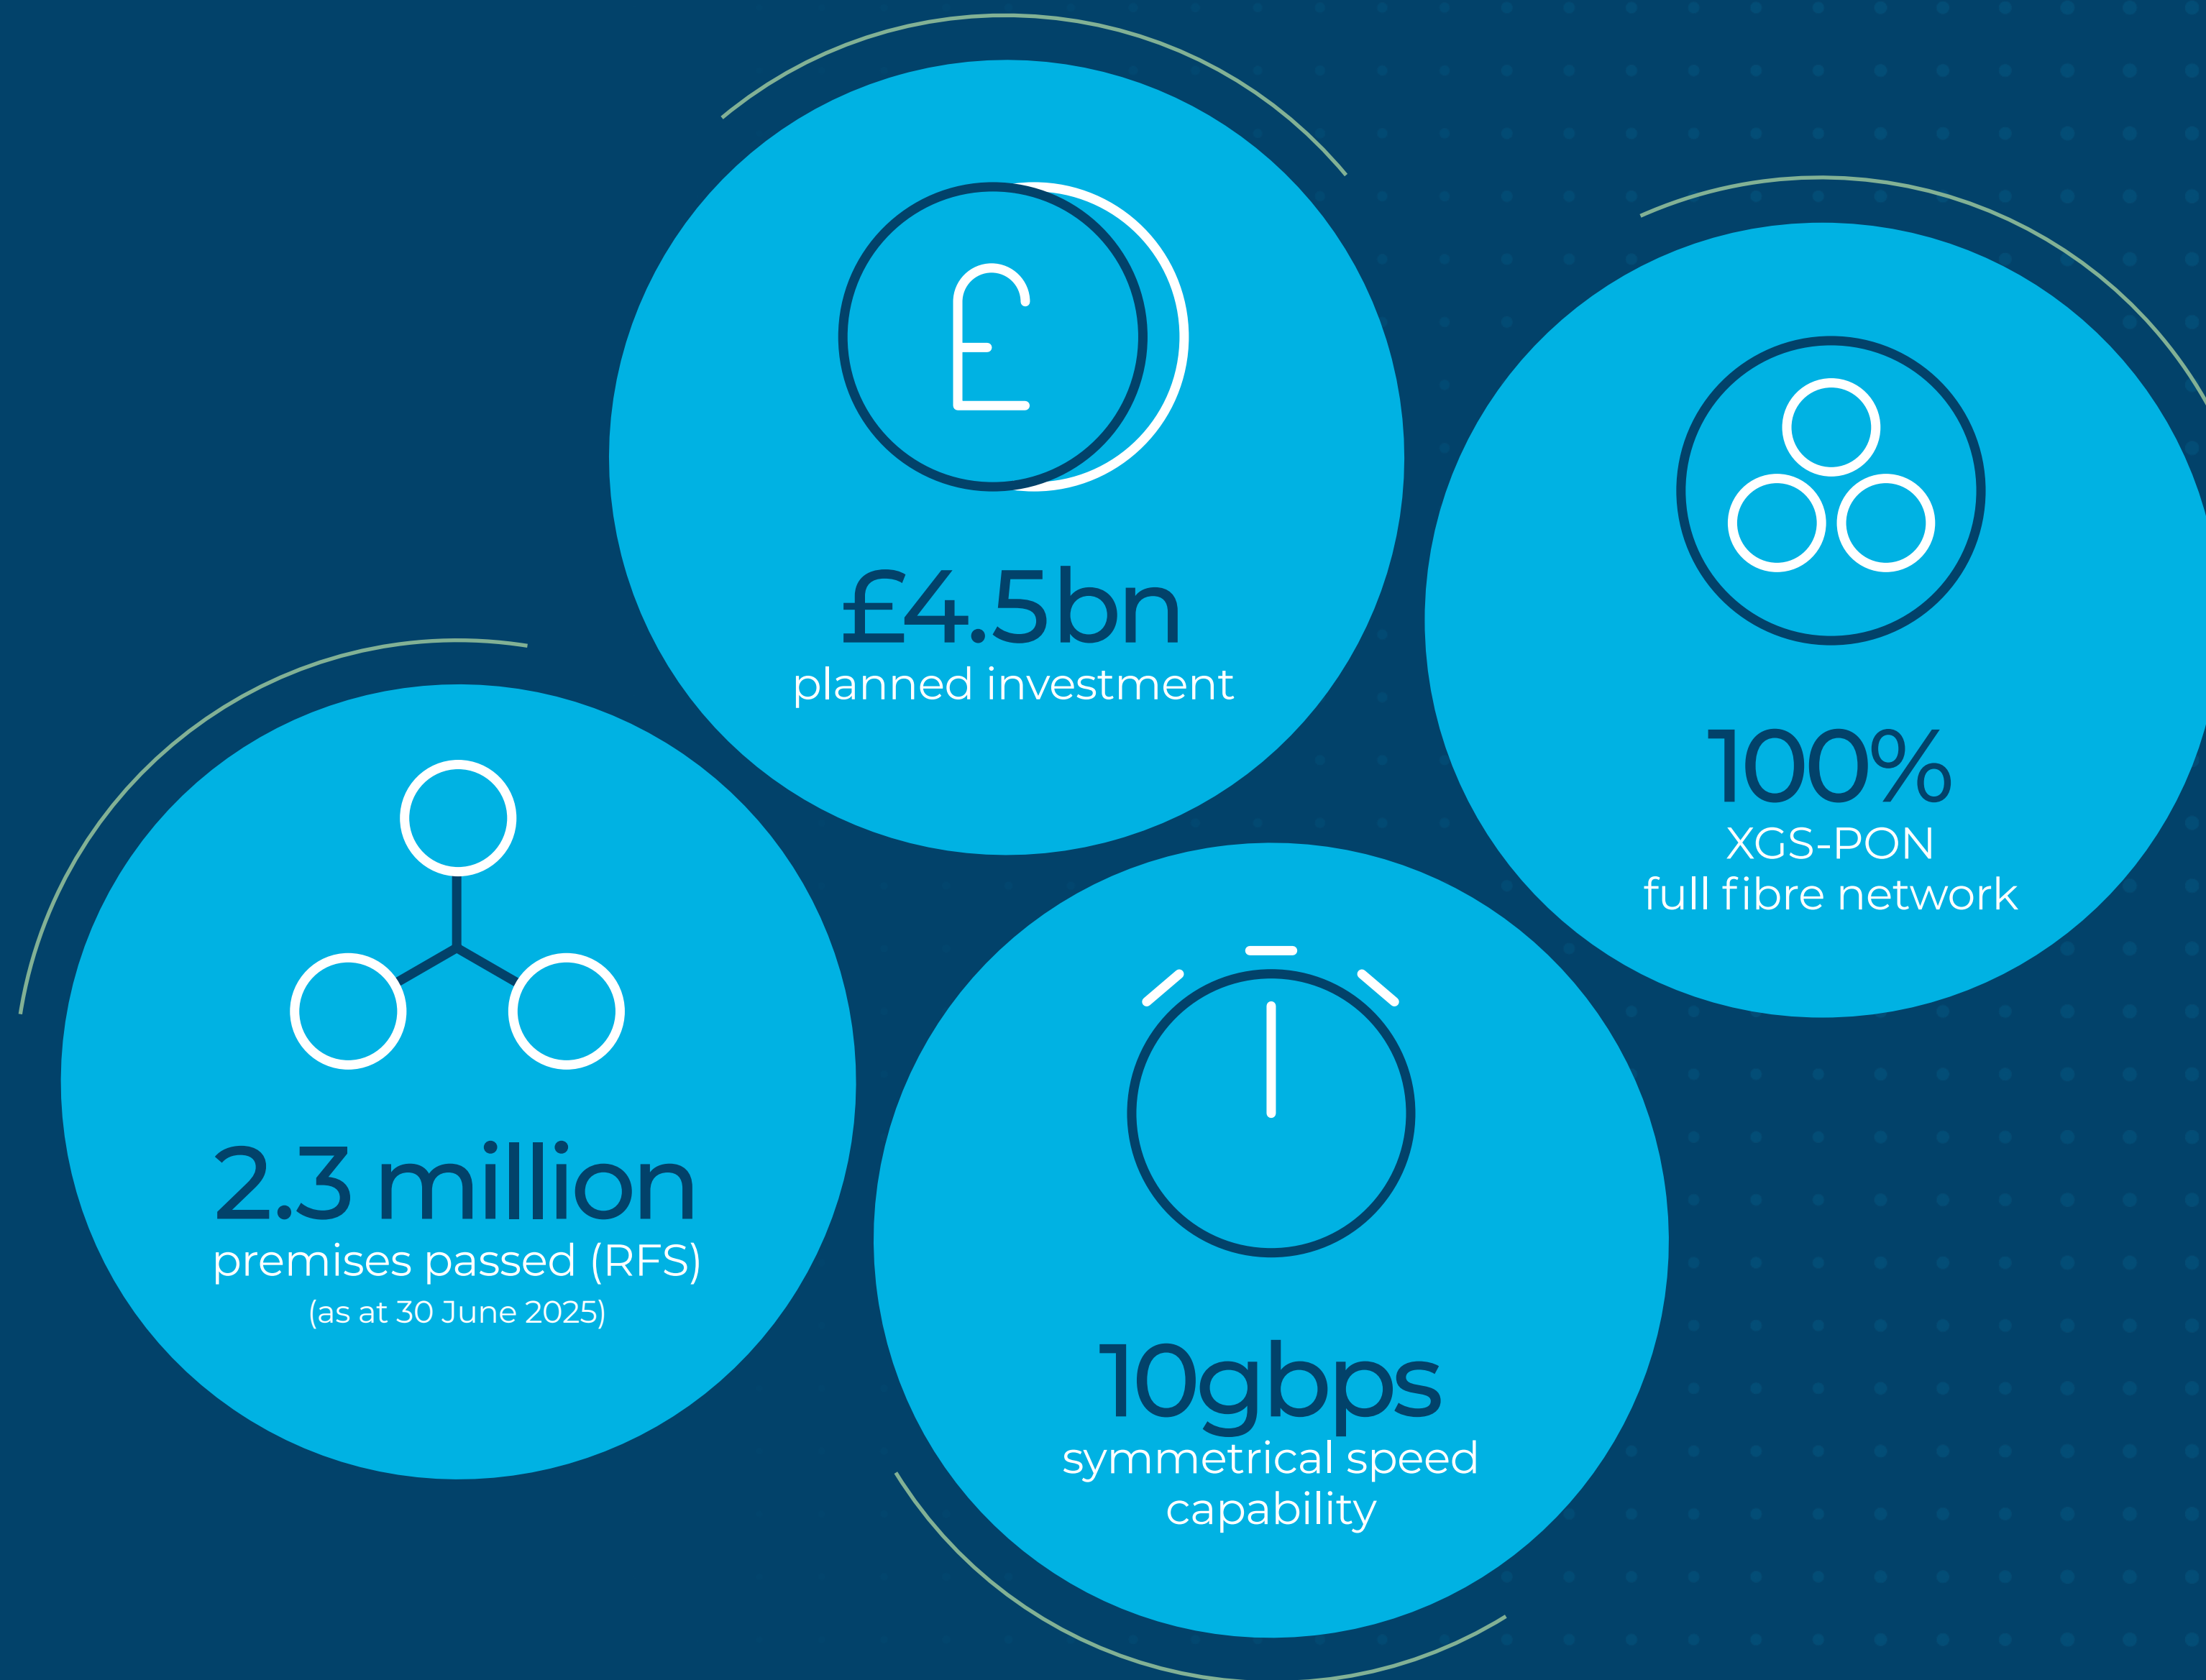 £4.5bn
planned investment
100%
XGS-PON
full fibre network
2.3 million
premises passed (RFS)
(as at 30 June 2025)
10gbps
symmetrical speed
capability